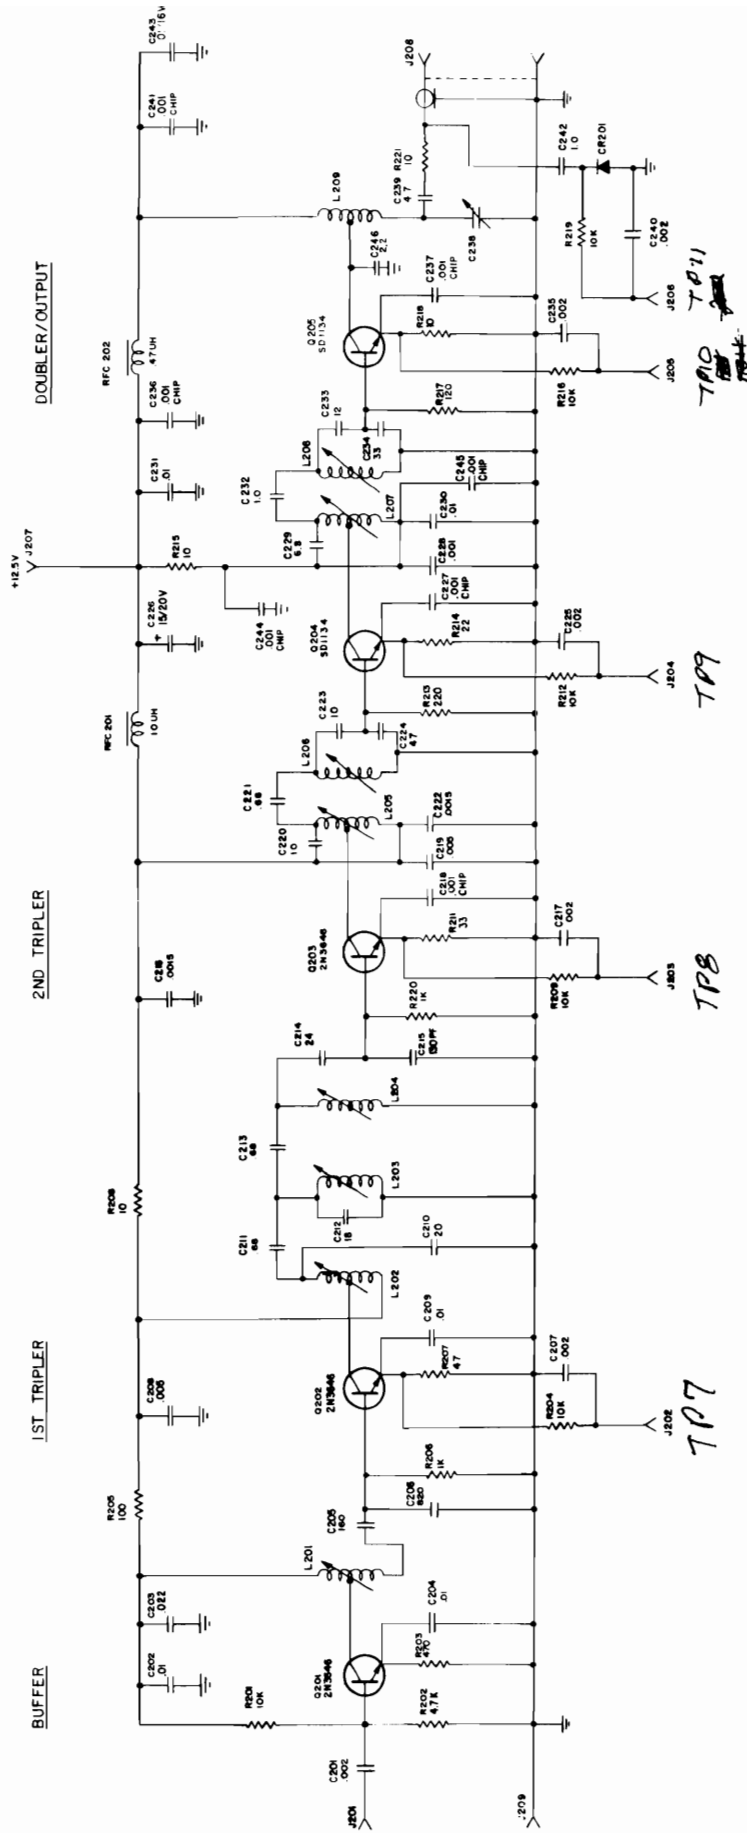 BUFFER
1ST TRIPLER
2ND TRIPLER
DOUBLER/OUTPUT
J201
C201
.002
R201
10K
C202
.01
C203
.022
R202
4.7K
Q201
2N3646
R203
470
C204
.01
L201
R205
100
C205
160
C206
820
R206
1K
Q202
2N3646
R207
47
C209
.01
R204
10K
C207
.002
J202
TP7
C208
.005
L202
C210
20
C211
.68
C212
18
L203
C213
.68
L204
R208
10
C214
24
C215
130PF
R220
1K
C216
.0015
Q203
2N3646
R211
33
C218
.001
CHIP
R209
10K
C217
.002
J203
TP8
C219
.005
C222
.0015
C220
10
L205
C221
.68
L206
C223
10
C224
47
R213
220
RFC 201
10UH
Q204
SD1134
R214
22
C227
.001
CHIP
R212
10K
C225
.002
J204
TP9
+
C226
15/20V
+12.5V
J207
R215
10
C244
.001
CHIP
C228
.001
C230
.01
C245
.001
CHIP
C229
6.8
L207
C232
1.0
L208
C231
.01
C236
.001
CHIP
C233
12
C234
33
R217
120
RFC 202
.47UH
Q205
SD1134
R218
10
C237
.001
CHIP
R216
10K
C235
.002
J205
TP10
C246
2.2
L209
C238
C239
47
R221
10
J208
C241
.001
CHIP
C243
C242
1.0
CR201
R219
10K
C240
.002
J206
TP11
J209